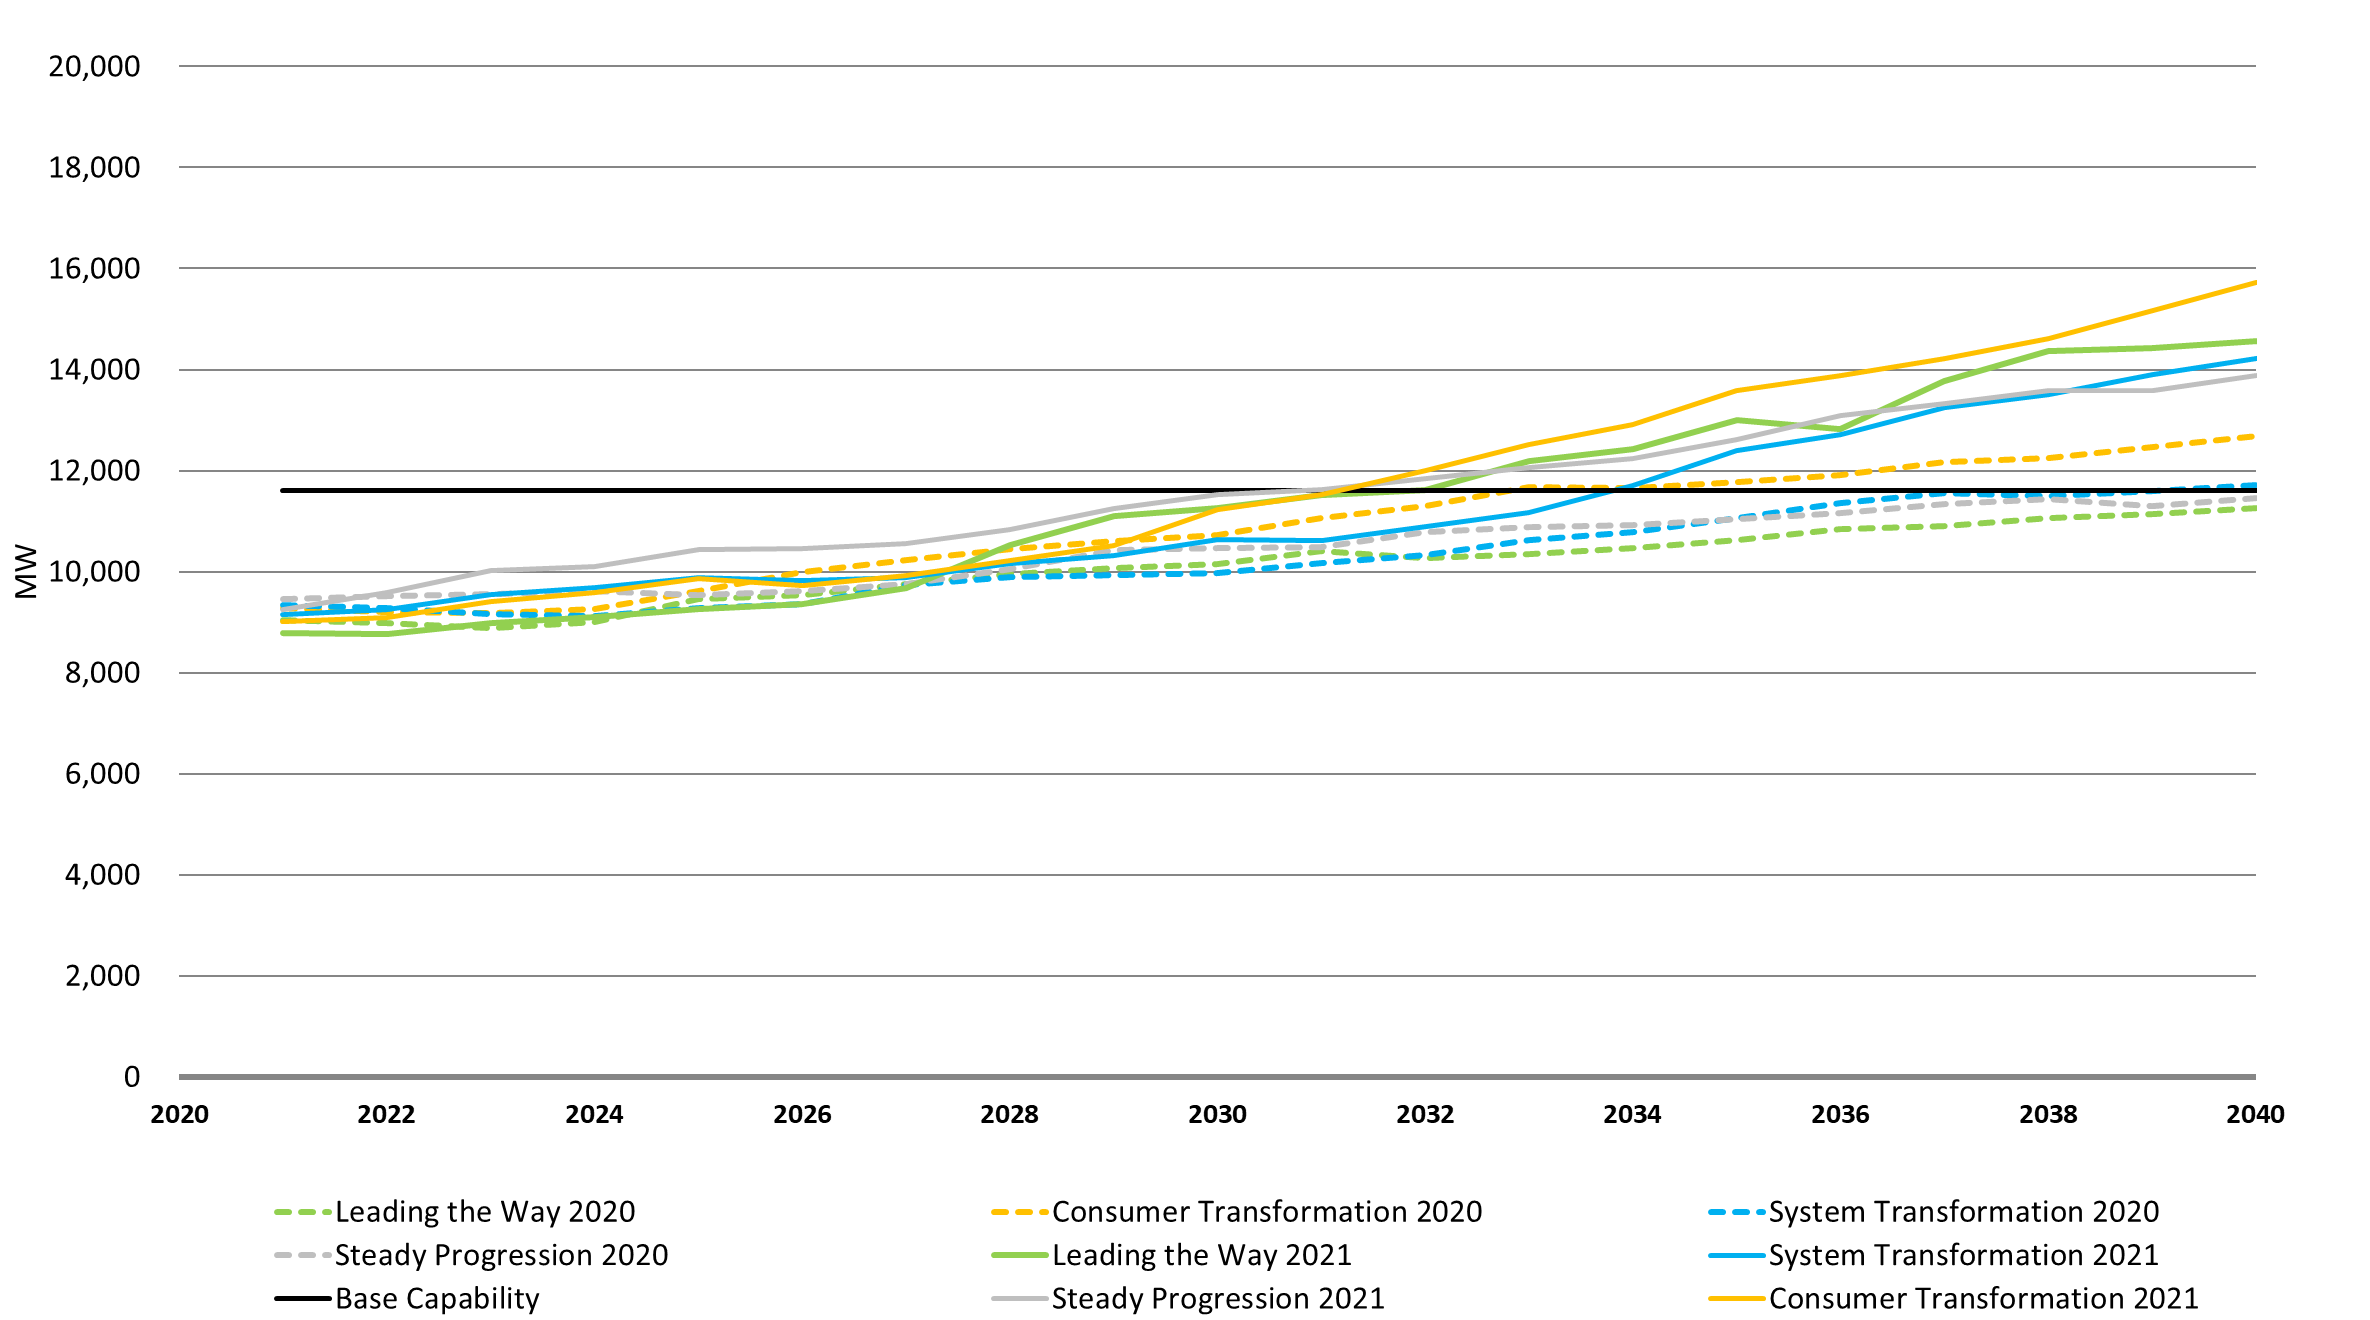 20,000
18,000
16,000
14,000
12,000
10,000
8,000
6,000
4,000
2,000
0
MW
2020 2022 2024 2026 2028 2030 2032 2034 2036 2038 2040
Leading the Way 2020 Consumer Transformation 2020 System Transformation 2020
Steady Progression 2020 Leading the Way 2021 System Transformation 2021
Base Capability Steady Progression 2021 Consumer Transformation 2021